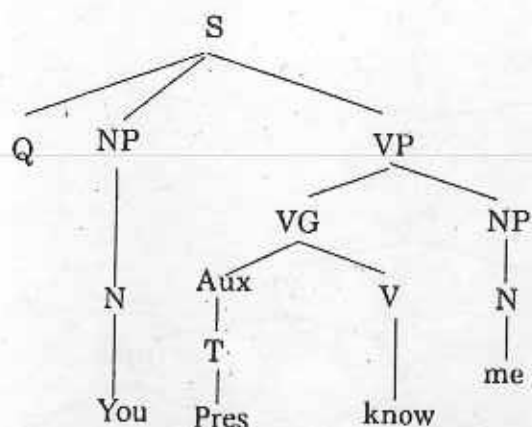 S
Q NP VP
VG NP
Aux V N
T
me
You Pres know
N